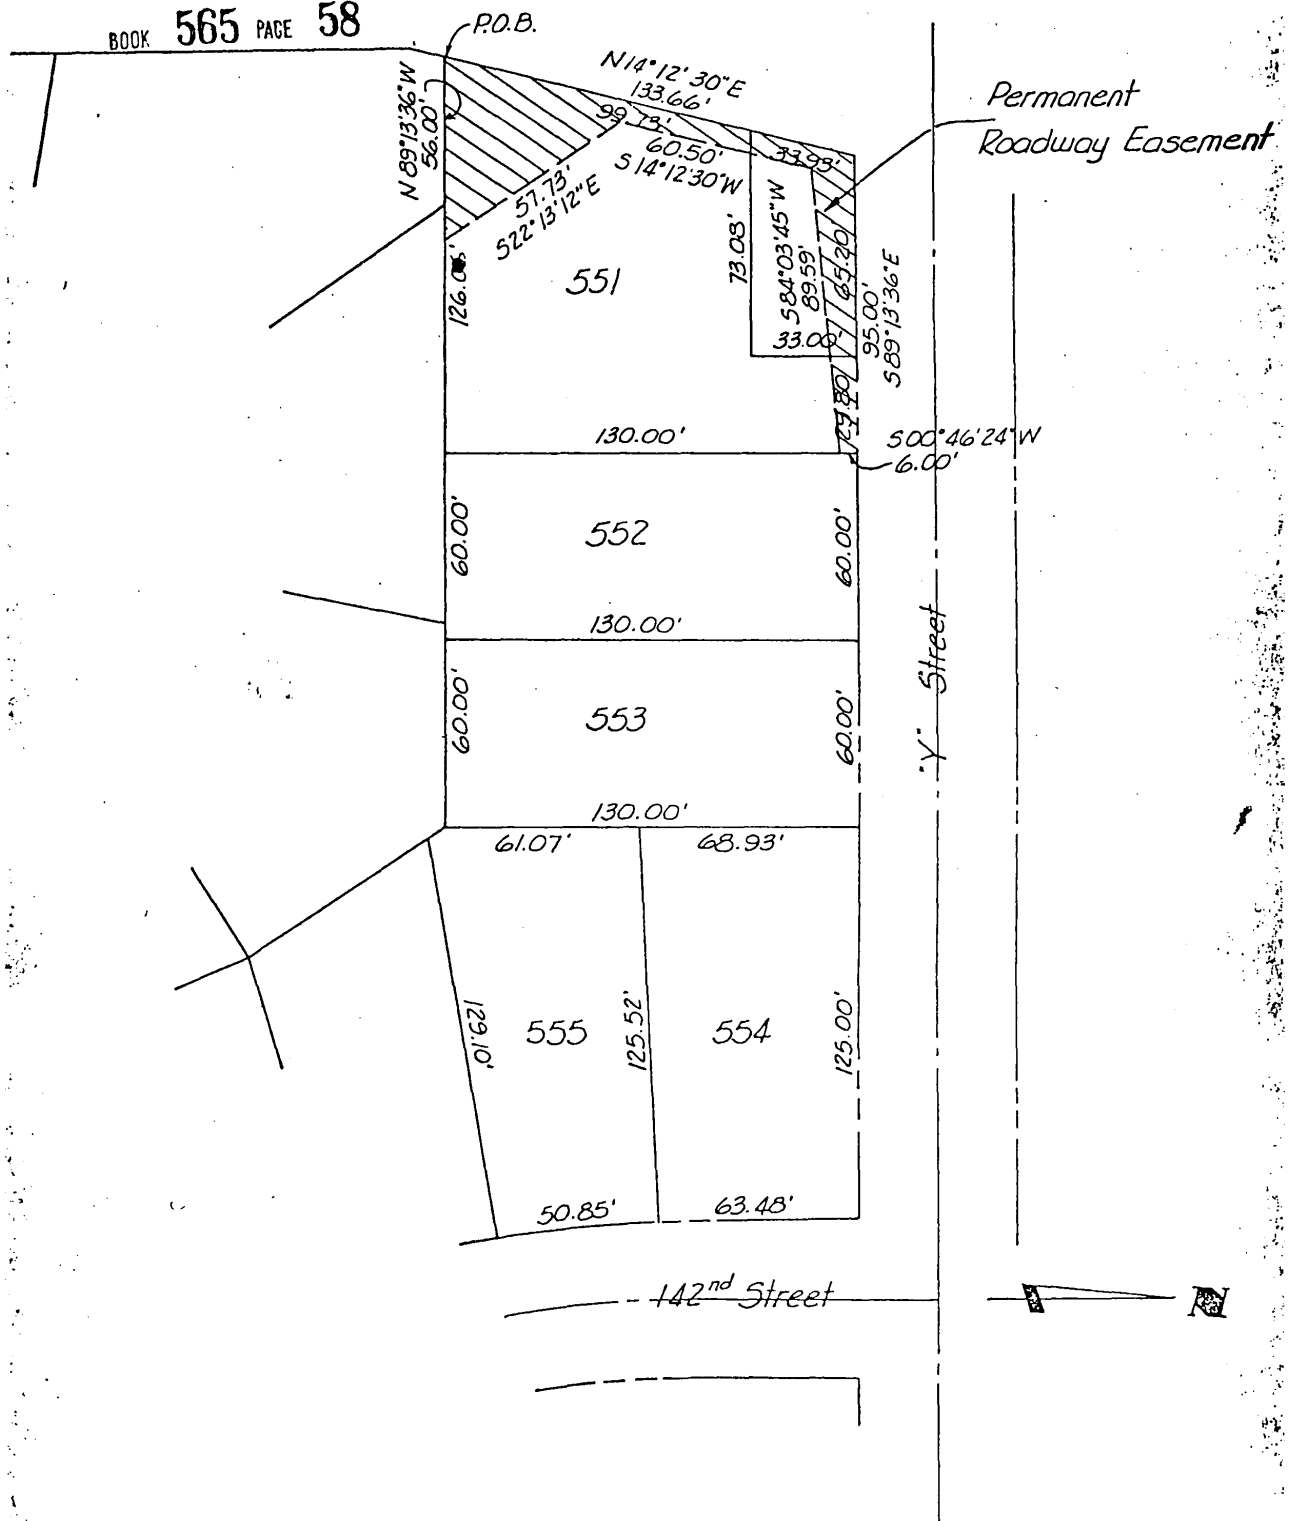 BOOK 565 PAGE 58
P.O.B.
N14°12'30"E
133.66'
Permanent
Roadway Easement
N 89°13'36"W
56.00'
99.73'
60.50'
S14°12'30"W
33.93'
57.73'
S22°13'12"E
73.08'
S84°03'45"W
89.59'
65.20
95.00'
S89°13'36"E
551
33.00'
29.80
130.00'
S00°46'24"W
6.00'
60.00'
552
60.00'
130.00'
"Y" Street
60.00'
553
60.00'
130.00'
61.07'
68.93'
129.10'
555
125.52'
554
125.00'
50.85'
63.48'
142nd Street
N